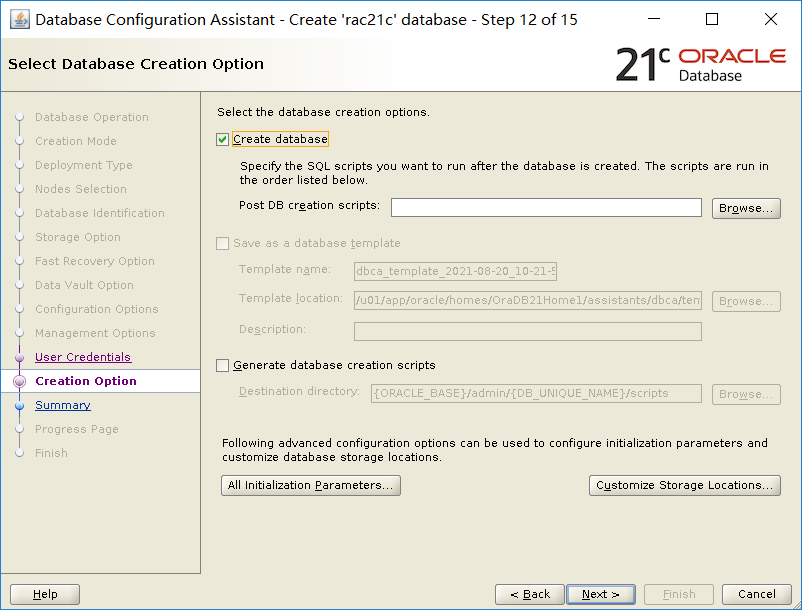 Database Configuration Assistant - Create 'rac21c' database - Step 12 of 15
Select Database Creation Option
21c ORACLE
Database
Database Operation
Creation Mode
Deployment Type
Nodes Selection
Database Identification
Storage Option
Fast Recovery Option
Data Vault Option
Configuration Options
Management Options
User Credentials
Creation Option
Summary
Progress Page
Finish
Select the database creation options.
Create database
Specify the SQL scripts you want to run after the database is created. The scripts are run in
the order listed below.
Post DB creation scripts:
Browse...
Save as a database template
Template name: dbca_template_2021-08-20_10-21-5
Template location: /u01/app/oracle/homes/OraDB21Home1/assistants/dbca/tem
Browse...
Description:
Generate database creation scripts
Destination directory: {ORACLE_BASE}/admin/{DB_UNIQUE_NAME}/scripts
Browse...
Following advanced configuration options can be used to configure initialization parameters and
customize database storage locations.
All Initialization Parameters...
Customize Storage Locations...
Help
< Back
Next >
Finish
Cancel